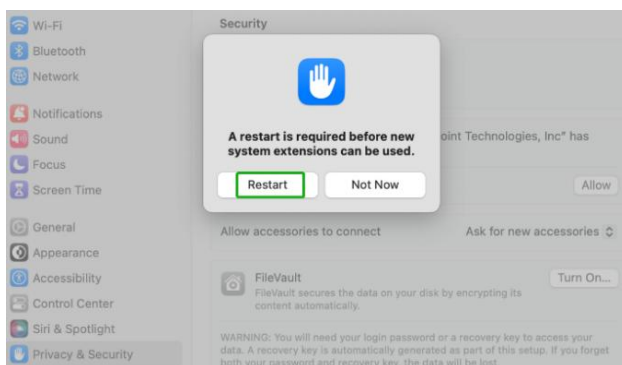 Wi-Fi
Bluetooth
Network
Notifications
Sound
Focus
Screen Time
General
Appearance
Accessibility
Control Center
Siri & Spotlight
Privacy & Security
Security
A restart is required before new
system extensions can be used.
Restart
Not Now
oint Technologies, Inc" has
Allow
Allow accessories to connect
Ask for new accessories
FileVault
Turn On...
FileVault secures the data on your disk by encrypting its
content automatically.
WARNING: You will need your login password or a recovery key to access your
data. A recovery key is automatically generated as part of this setup. If you forget
both your password and recovery key, the data will be lost.